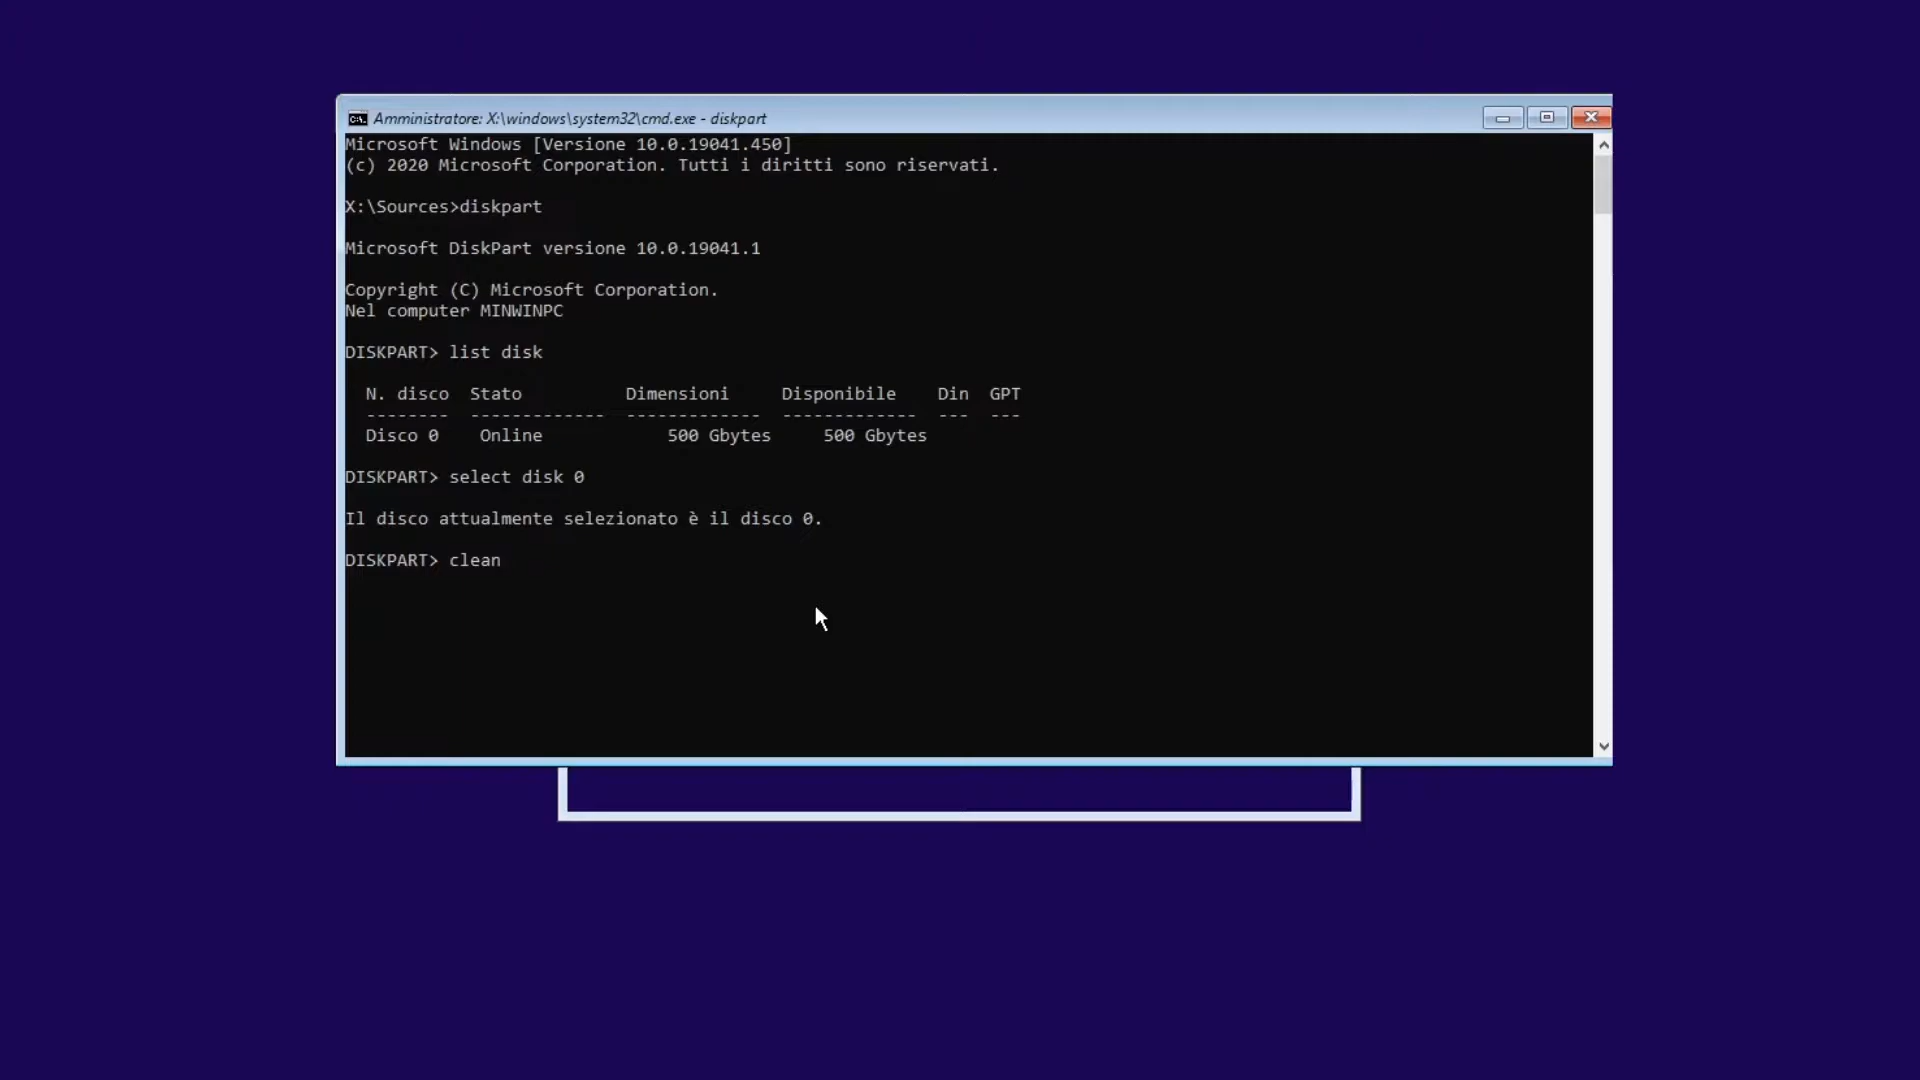 Amministratore: X:\windows\system32\cmd.exe - diskpart
Microsoft Windows [Versione 10.0.19041.450]
(c) 2020 Microsoft Corporation. Tutti i diritti sono riservati.
X:\Sources>diskpart
Microsoft DiskPart versione 10.0.19041.1
Copyright (C) Microsoft Corporation.
Nel computer MINWINPC
DISKPART> list disk
  N. disco  Stato          Dimensioni     Disponibile    Din  GPT
  --------  -------------  -------------  -------------  ---  ---
  Disco 0    Online            500 Gbytes     500 Gbytes
DISKPART> select disk 0
Il disco attualmente selezionato è il disco 0.
DISKPART> clean